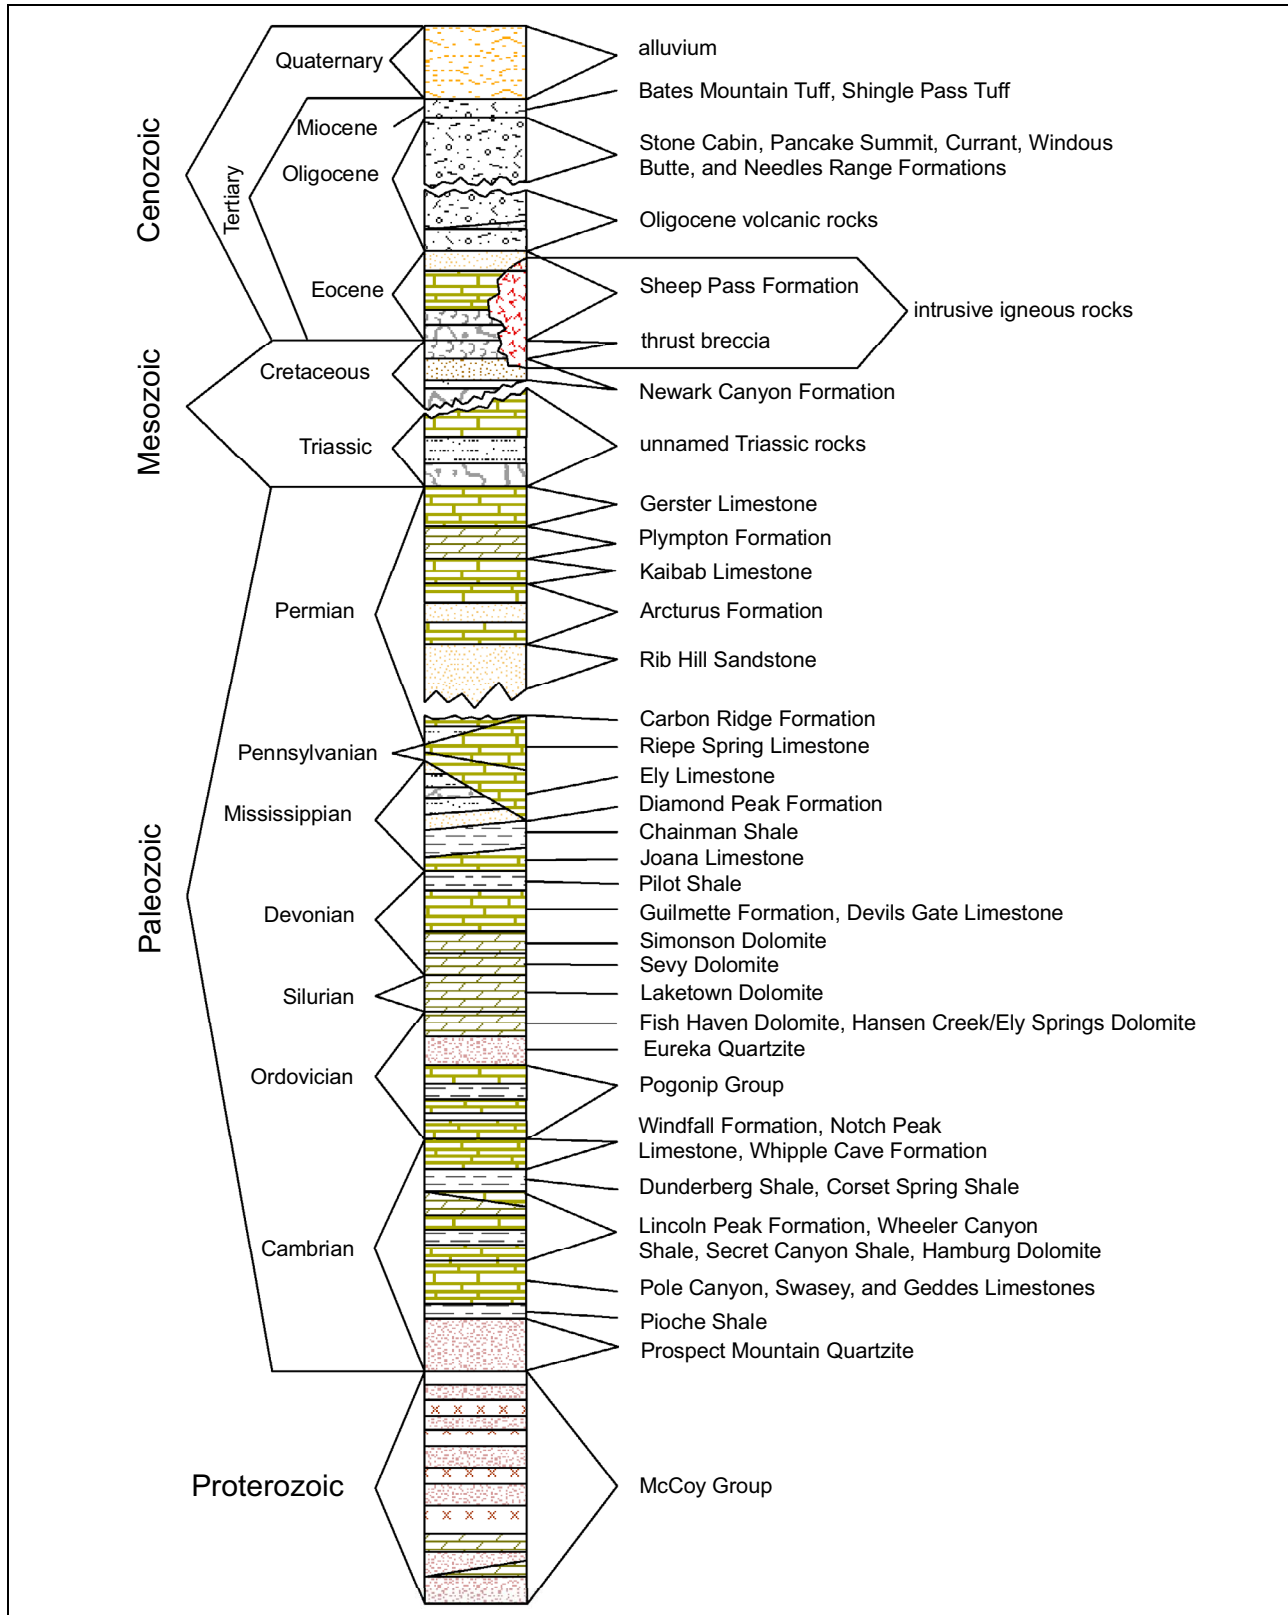 Cenozoic
Quaternary
Tertiary
Miocene
Oligocene
Eocene
Mesozoic
Cretaceous
Triassic
Paleozoic
Permian
Pennsylvanian
Mississippian
Devonian
Silurian
Ordovician
Cambrian
Proterozoic
alluvium
Bates Mountain Tuff, Shingle Pass Tuff
Stone Cabin, Pancake Summit, Currant, Windous
Butte, and Needles Range Formations
Oligocene volcanic rocks
Sheep Pass Formation
intrusive igneous rocks
thrust breccia
Newark Canyon Formation
unnamed Triassic rocks
Gerster Limestone
Plympton Formation
Kaibab Limestone
Arcturus Formation
Rib Hill Sandstone
Carbon Ridge Formation
Riepe Spring Limestone
Ely Limestone
Diamond Peak Formation
Chainman Shale
Joana Limestone
Pilot Shale
Guilmette Formation, Devils Gate Limestone
Simonson Dolomite
Sevy Dolomite
Laketown Dolomite
Fish Haven Dolomite, Hansen Creek/Ely Springs Dolomite
Eureka Quartzite
Pogonip Group
Windfall Formation, Notch Peak
Limestone, Whipple Cave Formation
Dunderberg Shale, Corset Spring Shale
Lincoln Peak Formation, Wheeler Canyon
Shale, Secret Canyon Shale, Hamburg Dolomite
Pole Canyon, Swasey, and Geddes Limestones
Pioche Shale
Prospect Mountain Quartzite
McCoy Group